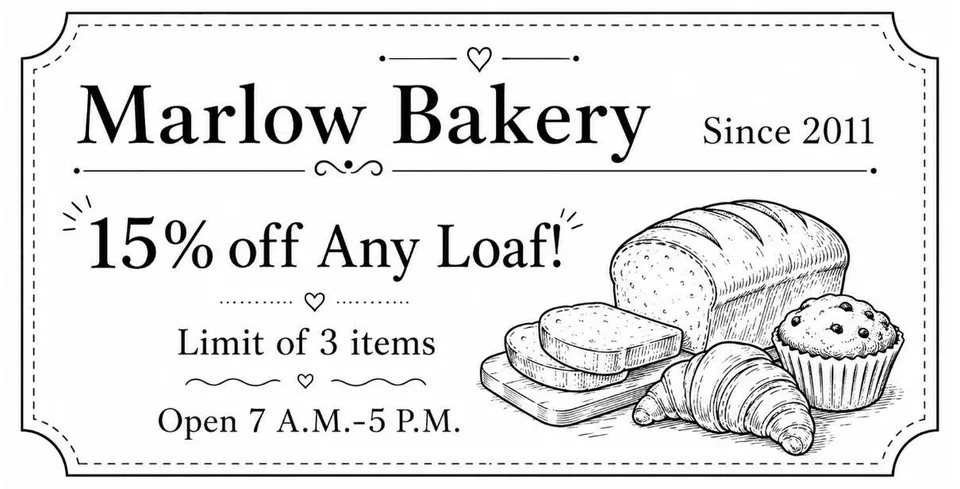 Marlow Bakery Since 2011
15% off Any Loaf!
Limit of 3 items
Open 7 A.M.-5 P.M.